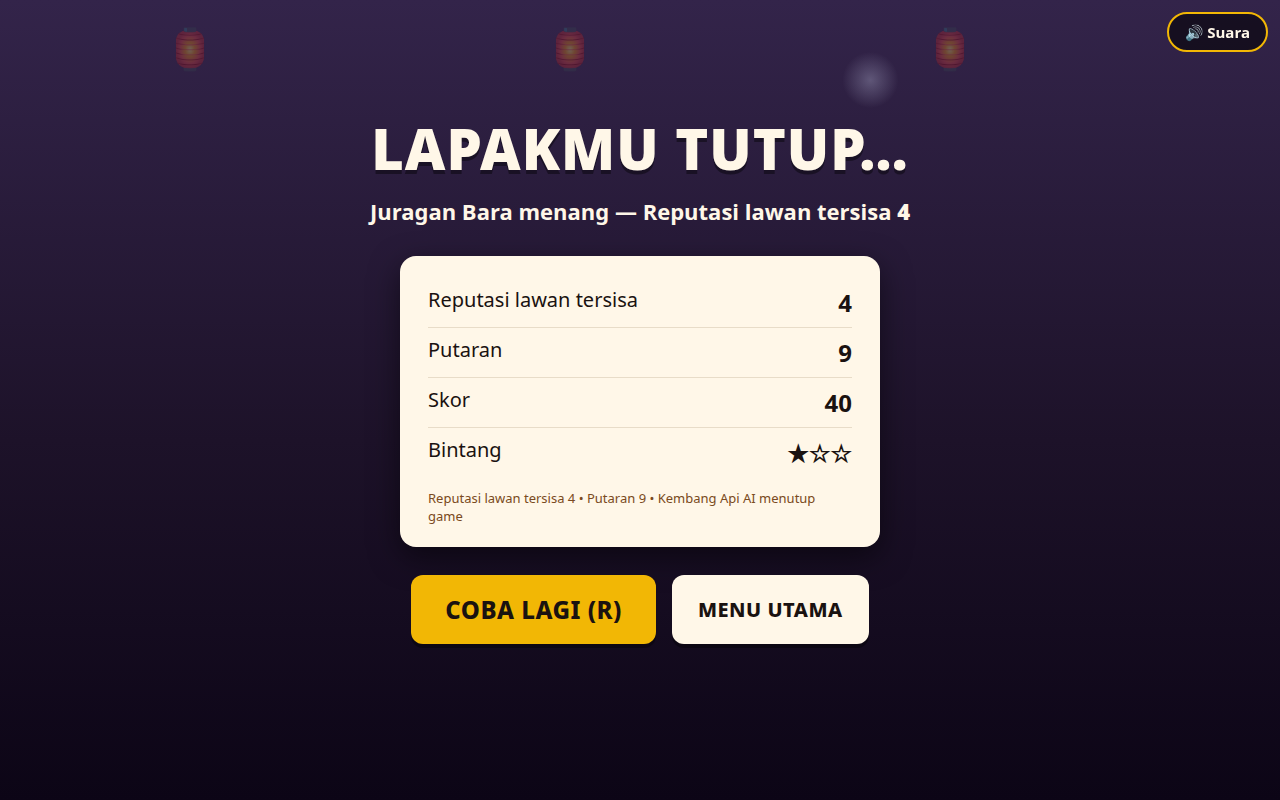 🔊 Suara
LAPAKMU TUTUP...
Juragan Bara menang — Reputasi lawan tersisa 4
Reputasi lawan tersisa 4
Putaran 9
Skor 40
Bintang ★☆☆
Reputasi lawan tersisa 4 • Putaran 9 • Kembang Api AI menutup
game
COBA LAGI (R)
MENU UTAMA